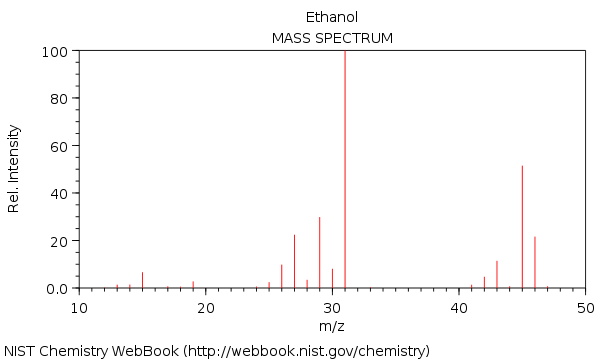 Ethanol
MASS SPECTRUM
Rel. Intensity
100
80
60
40
20
0.0
10 20 30 40 50
m/z
NIST Chemistry WebBook (http://webbook.nist.gov/chemistry)